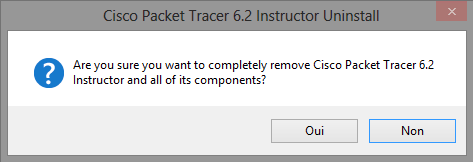 Cisco Packet Tracer 6.2 Instructor Uninstall
Are you sure you want to completely remove Cisco Packet Tracer 6.2
Instructor and all of its components?
Oui
Non